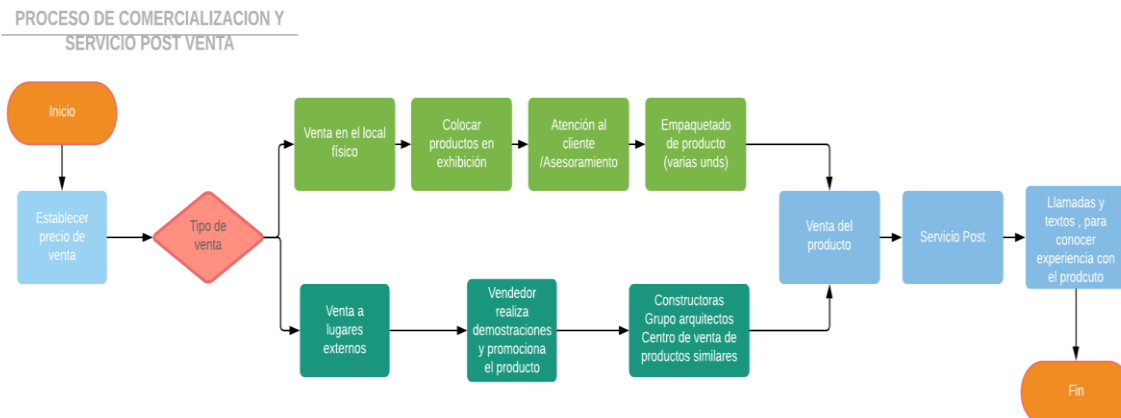 PROCESO DE COMERCIALIZACION Y
SERVICIO POST VENTA
Inicio
Establecer
precio de
venta
Tipo de
venta
Venta en el local
físico
Colocar
productos en
exhibición
Atención al
cliente
/Asesoramiento
Empaquetado
de producto
(varias unds)
Venta a
lugares
externos
Vendedor
realiza
demostraciones
y promociona
el producto
Constructoras
Grupo arquitectos
Centro de venta de
productos similares
Venta del
producto
Servicio Post
Llamadas y
textos , para
conocer
experiencia con
el prodcuto
Fin